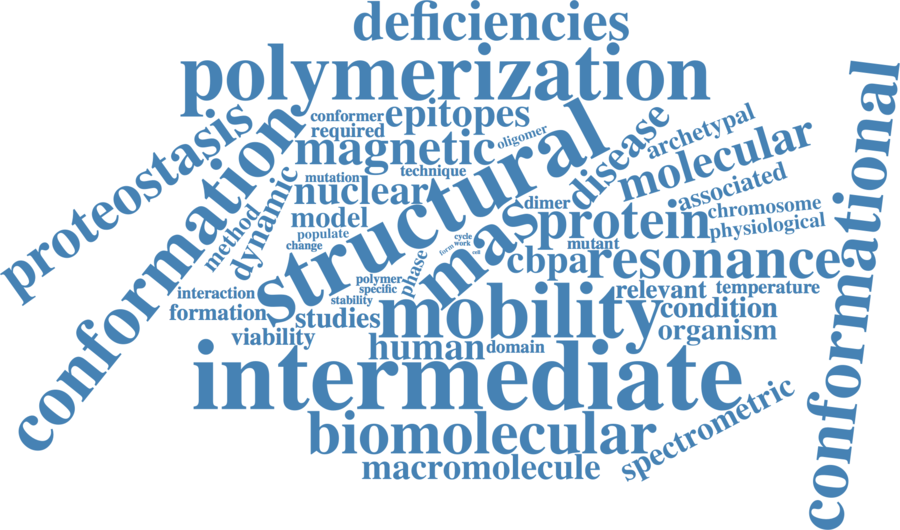 deficiencies
polymerization
conformer
epitopes
required
oligomer
magnetic
technique
disease
archetypal
molecular
proteostasis
conformation
structural
conformational
mutation
nuclear
dynamic
method
model
populate
change
dimer
associated
chromosome
physiological
protein
mas
mutant
cycle
form
work
cell
phase
cbpa
resonance
polymer
specific
stability
interaction
formation
viability
studies
mobility
relevant
temperature
condition
organism
human
domain
intermediate
biomolecular
spectrometric
macromolecule